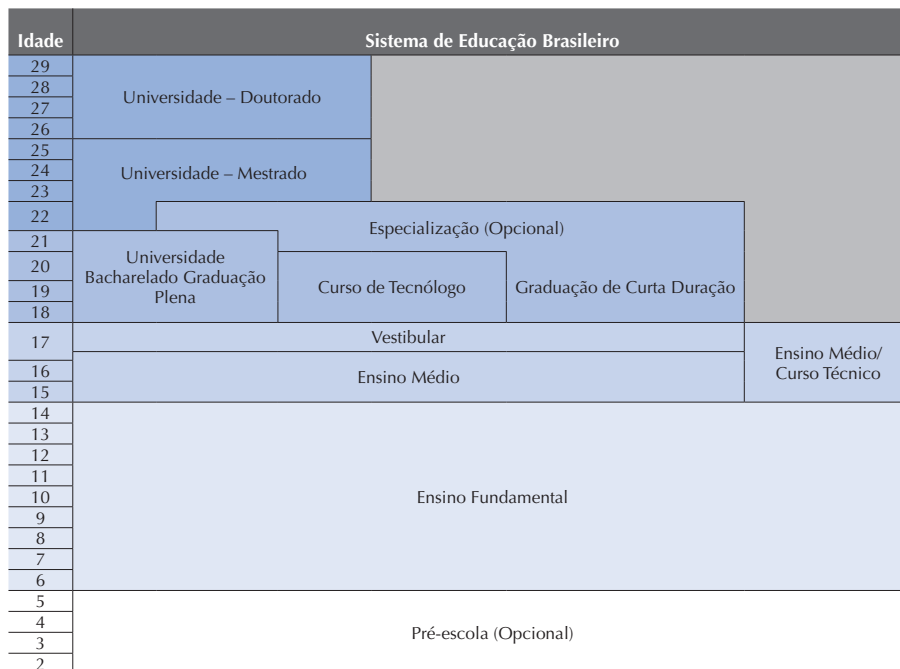 Idade
Sistema de Educação Brasileiro
29
28
Universidade – Doutorado
27
26
25
24
Universidade – Mestrado
23
22
Especialização (Opcional)
21
Universidade
Bacharelado Graduação
Plena
20
19
Curso de Tecnólogo
Graduação de Curta Duração
18
Vestibular
17
Ensino Médio/
Curso Técnico
16
Ensino Médio
15
14
13
12
11
10
Ensino Fundamental
9
8
7
6
5
4
Pré-escola (Opcional)
3
2